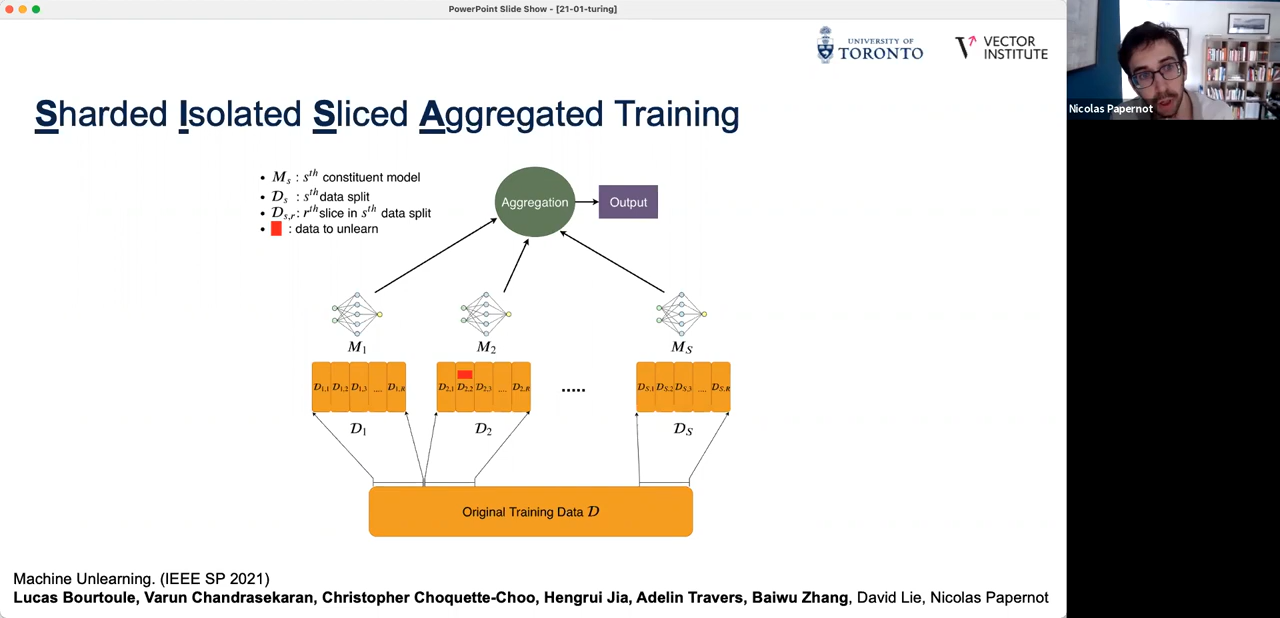 PowerPoint Slide Show - [21-01-turing]
UNIVERSITY OF
TORONTO
VECTOR
INSTITUTE
Nicolas Papernot
Sharded Isolated Sliced Aggregated Training
• M_s : s^th constituent model
• 𝒟_s : s^th data split
• 𝒟_s,r : r^th slice in s^th data split
• : data to unlearn
Aggregation
Output
M_1
M_2
M_S
𝒟_1,1 𝒟_1,2 𝒟_1,3 .... 𝒟_1,R
𝒟_2,1 𝒟_2,2 𝒟_2,3 .... 𝒟_2,R
.....
𝒟_S,1 𝒟_S,2 𝒟_S,3 .... 𝒟_S,R
𝒟_1
𝒟_2
𝒟_S
Original Training Data 𝒟
Machine Unlearning. (IEEE SP 2021)
Lucas Bourtoule, Varun Chandrasekaran, Christopher Choquette-Choo, Hengrui Jia, Adelin Travers, Baiwu Zhang, David Lie, Nicolas Papernot